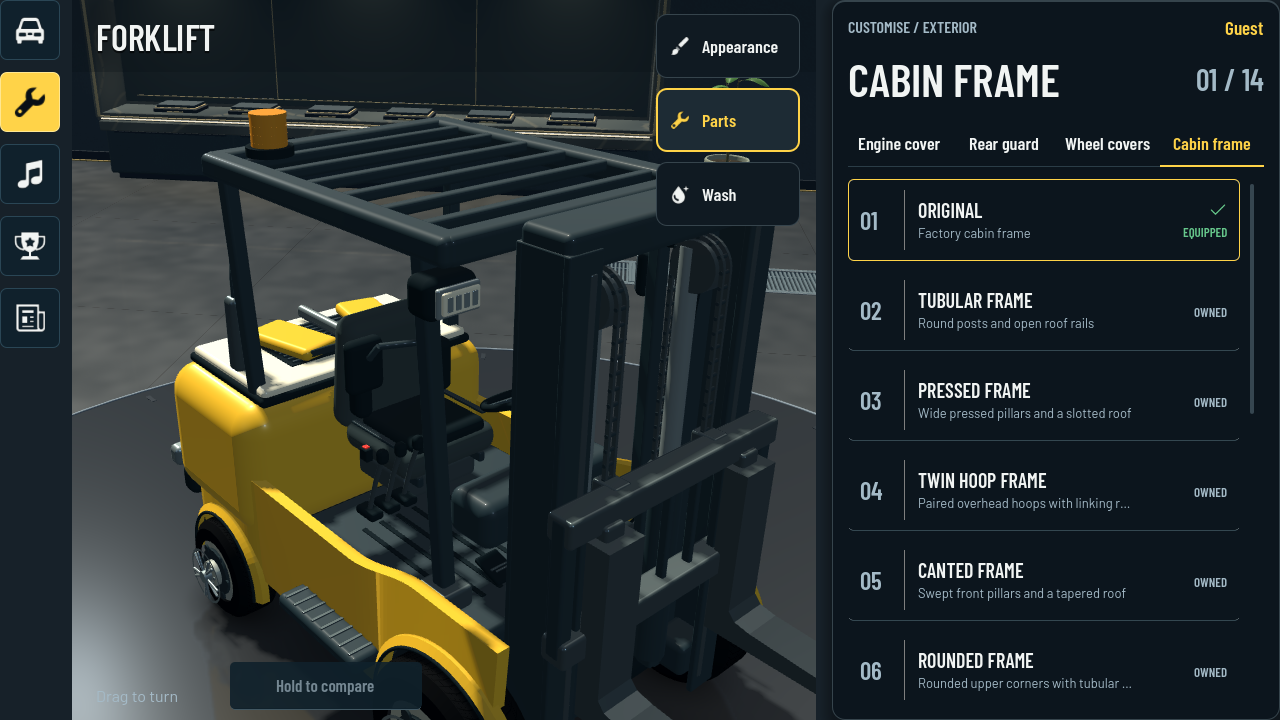 FORKLIFT
Appearance
Parts
Wash
Drag to turn
Hold to compare
CUSTOMISE / EXTERIOR
Guest
CABIN FRAME
01 / 14
Engine cover
Rear guard
Wheel covers
Cabin frame
01
ORIGINAL
Factory cabin frame
EQUIPPED
02
TUBULAR FRAME
Round posts and open roof rails
OWNED
03
PRESSED FRAME
Wide pressed pillars and a slotted roof
OWNED
04
TWIN HOOP FRAME
Paired overhead hoops with linking r...
OWNED
05
CANTED FRAME
Swept front pillars and a tapered roof
OWNED
06
ROUNDED FRAME
Rounded upper corners with tubular ...
OWNED